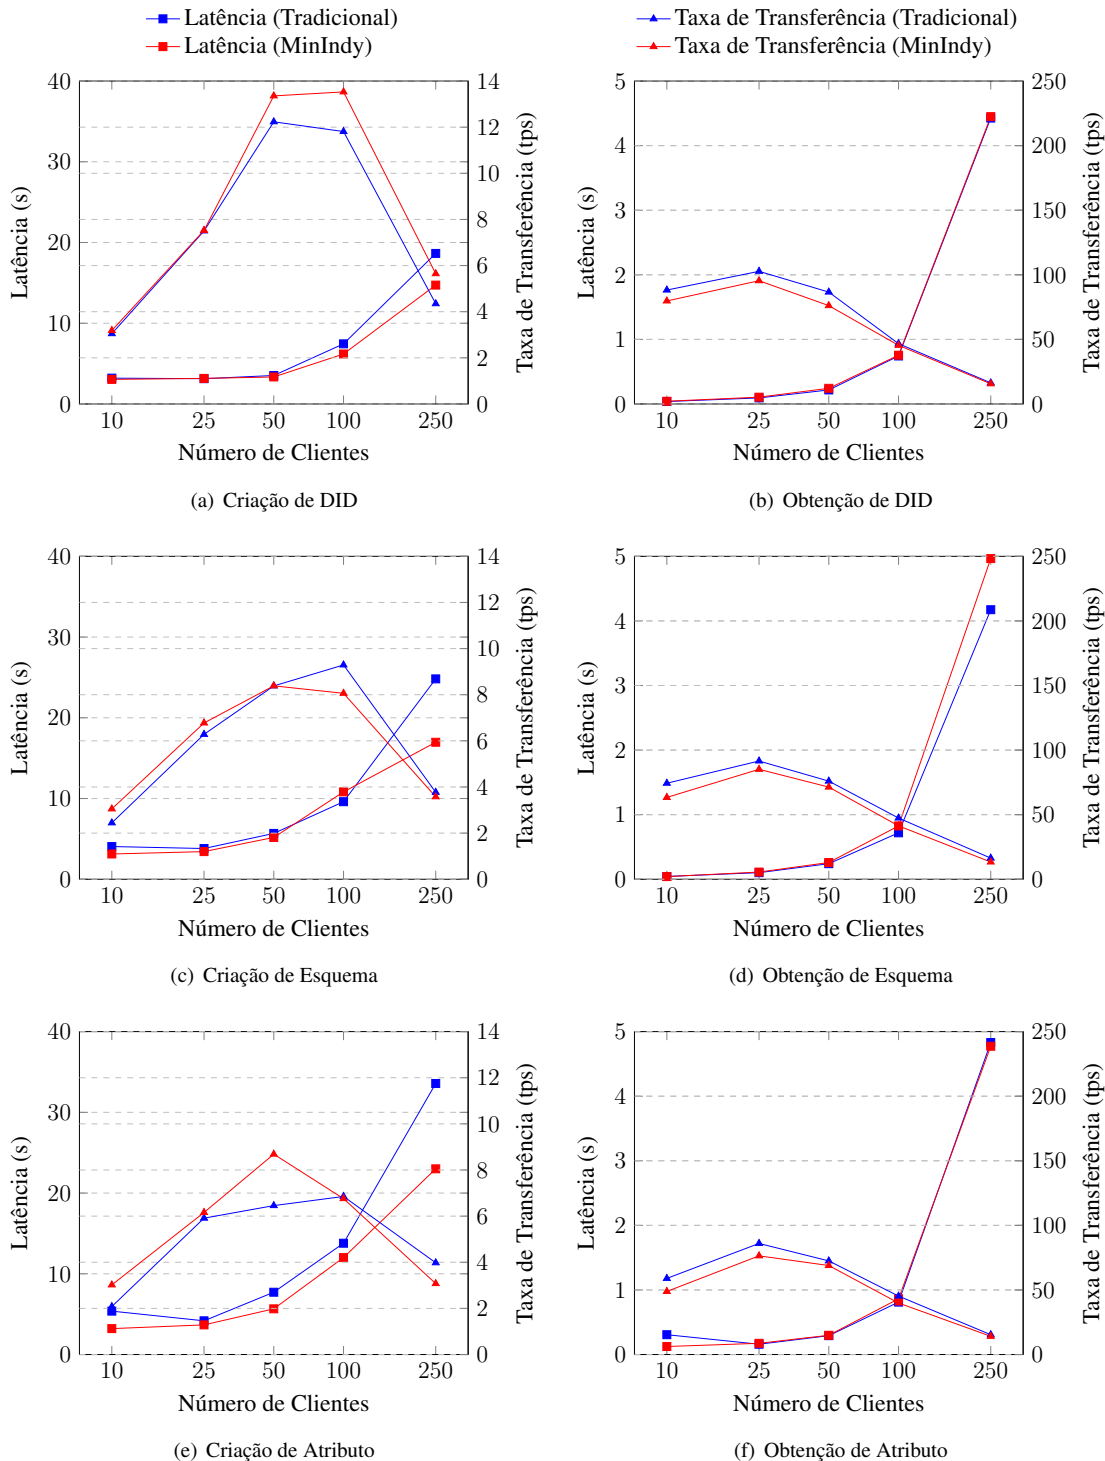 Latência (Tradicional)
Latência (MinIndy)
Taxa de Transferência (Tradicional)
Taxa de Transferência (MinIndy)
40
30
20
10
0
14
12
10
8
6
4
2
0
10 25 50 100 250
Latência (s)
Taxa de Transferência (tps)
Número de Clientes
(a) Criação de DID
5
4
3
2
1
0
250
200
150
100
50
0
10 25 50 100 250
Latência (s)
Taxa de Transferência (tps)
Número de Clientes
(b) Obtenção de DID
40
30
20
10
0
14
12
10
8
6
4
2
0
10 25 50 100 250
Latência (s)
Taxa de Transferência (tps)
Número de Clientes
(c) Criação de Esquema
5
4
3
2
1
0
250
200
150
100
50
0
10 25 50 100 250
Latência (s)
Taxa de Transferência (tps)
Número de Clientes
(d) Obtenção de Esquema
40
30
20
10
0
14
12
10
8
6
4
2
0
10 25 50 100 250
Latência (s)
Taxa de Transferência (tps)
Número de Clientes
(e) Criação de Atributo
5
4
3
2
1
0
250
200
150
100
50
0
10 25 50 100 250
Latência (s)
Taxa de Transferência (tps)
Número de Clientes
(f) Obtenção de Atributo